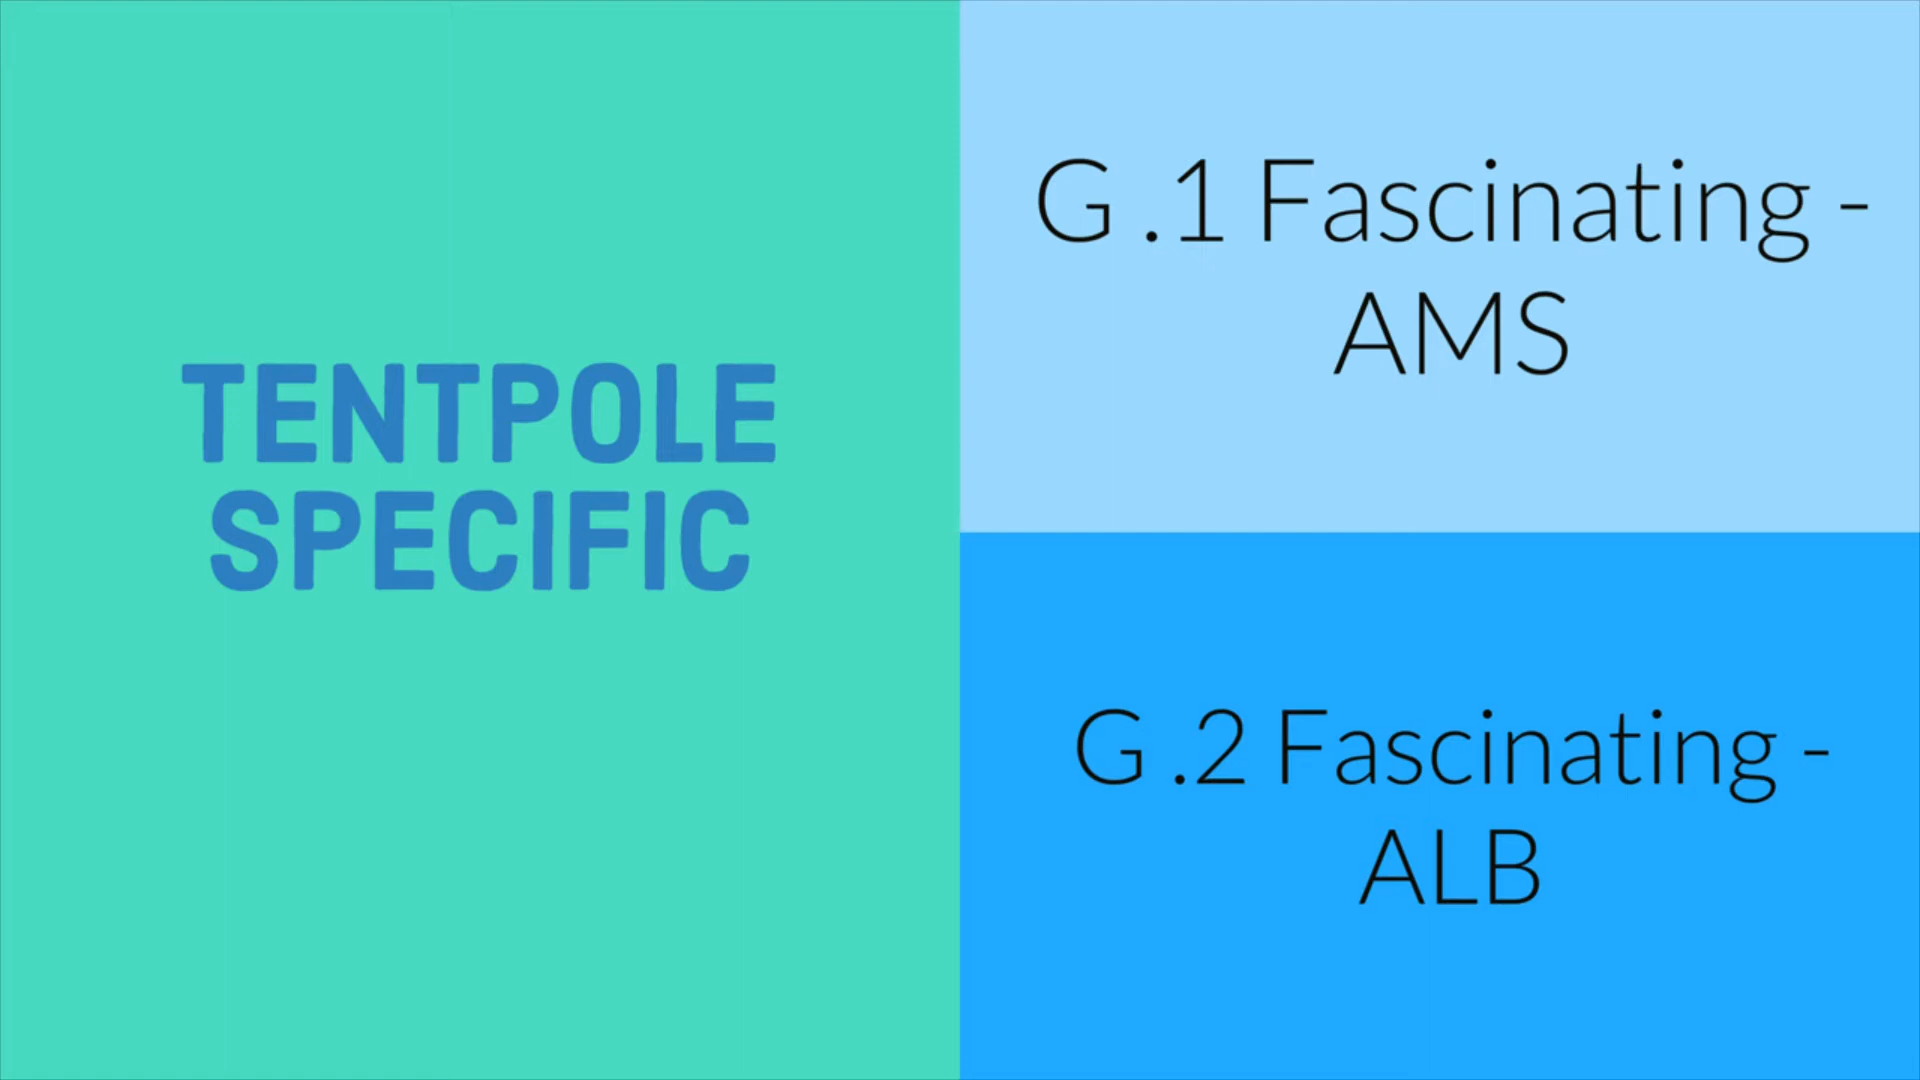 TENTPOLE
SPECIFIC
G .1 Fascinating -
AMS
G .2 Fascinating -
ALB